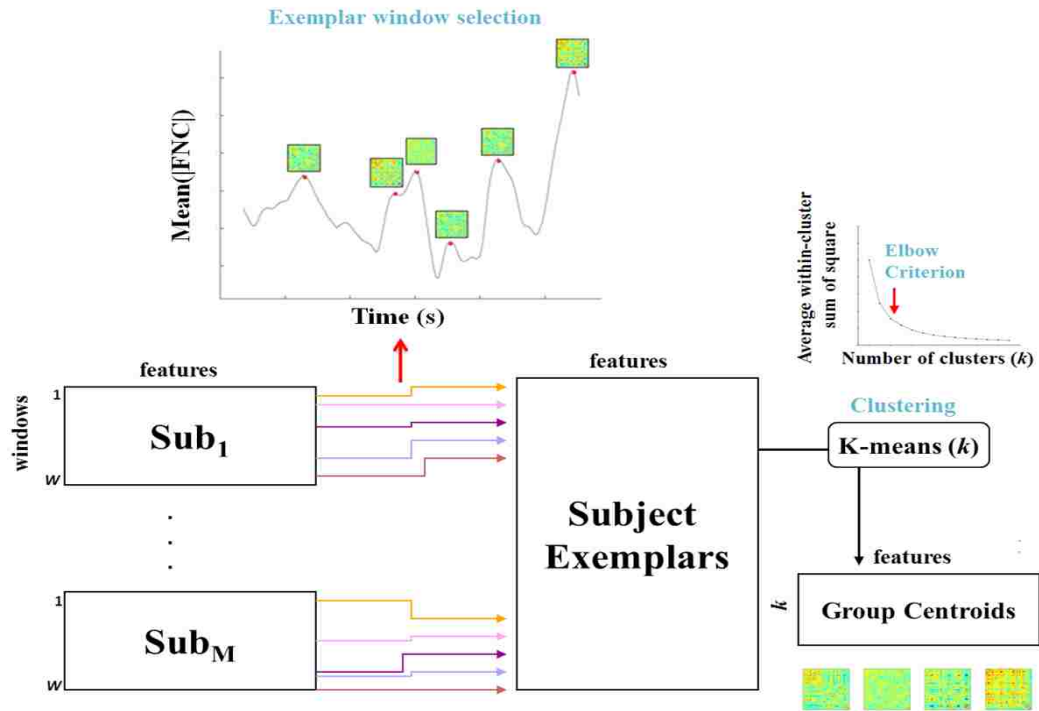 Exemplar window selection
Mean(|FNC|)
Time (s)
Average within-cluster
sum of square
Elbow
Criterion
Number of clusters (k)
features
windows
1
Sub1
W
features
Subject
Exemplars
Clustering
K-means (k)
1
SubM
W
features
k
Group Centroids